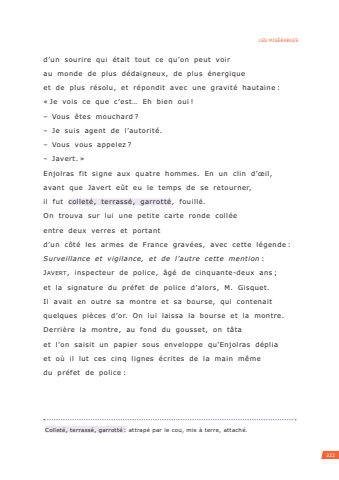 LES MISÉRABLES
d'un sourire qui était tout ce qu'on peut voir
au monde de plus dédaigneux, de plus énergique
et de plus résolu, et répondit avec une gravité hautaine :
« Je vois ce que c'est… Eh bien oui !
– Vous êtes mouchard ?
– Je suis agent de l'autorité.
– Vous vous appelez ?
– Javert. »
Enjolras fit signe aux quatre hommes. En un clin d'œil,
avant que Javert eût eu le temps de se retourner,
il fut colleté, terrassé, garrotté, fouillé.
On trouva sur lui une petite carte ronde collée
entre deux verres et portant
d'un côté les armes de France gravées, avec cette légende :
Surveillance et vigilance, et de l'autre cette mention :
JAVERT, inspecteur de police, âgé de cinquante-deux ans ;
et la signature du préfet de police d'alors, M. Gisquet.
Il avait en outre sa montre et sa bourse, qui contenait
quelques pièces d'or. On lui laissa la bourse et la montre.
Derrière la montre, au fond du gousset, on tâta
et l'on saisit un papier sous enveloppe qu'Enjolras déplia
et où il lut ces cinq lignes écrites de la main même
du préfet de police :
Colleté, terrassé, garrotté : attrapé par le cou, mis à terre, attaché.
222